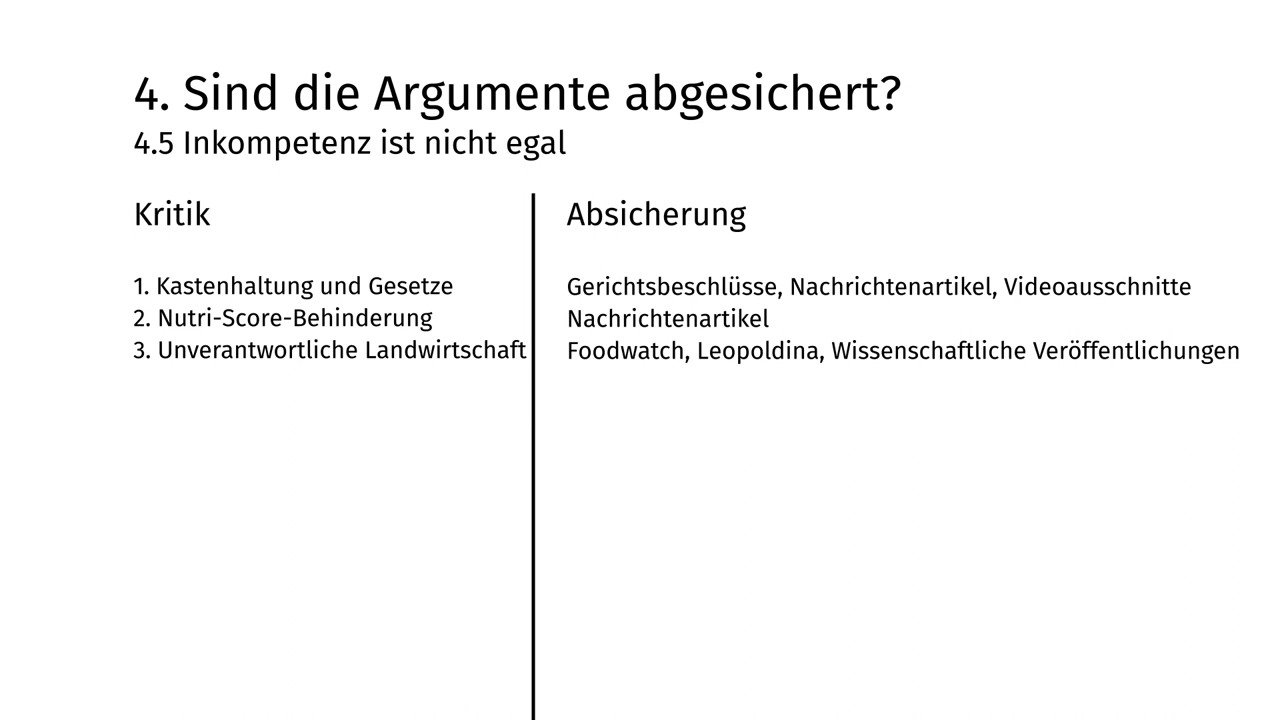 4. Sind die Argumente abgesichert?
4.5 Inkompetenz ist nicht egal
Kritik
1. Kastenhaltung und Gesetze
2. Nutri-Score-Behinderung
3. Unverantwortliche Landwirtschaft
Absicherung
Gerichtsbeschlüsse, Nachrichtenartikel, Videoausschnitte
Nachrichtenartikel
Foodwatch, Leopoldina, Wissenschaftliche Veröffentlichungen